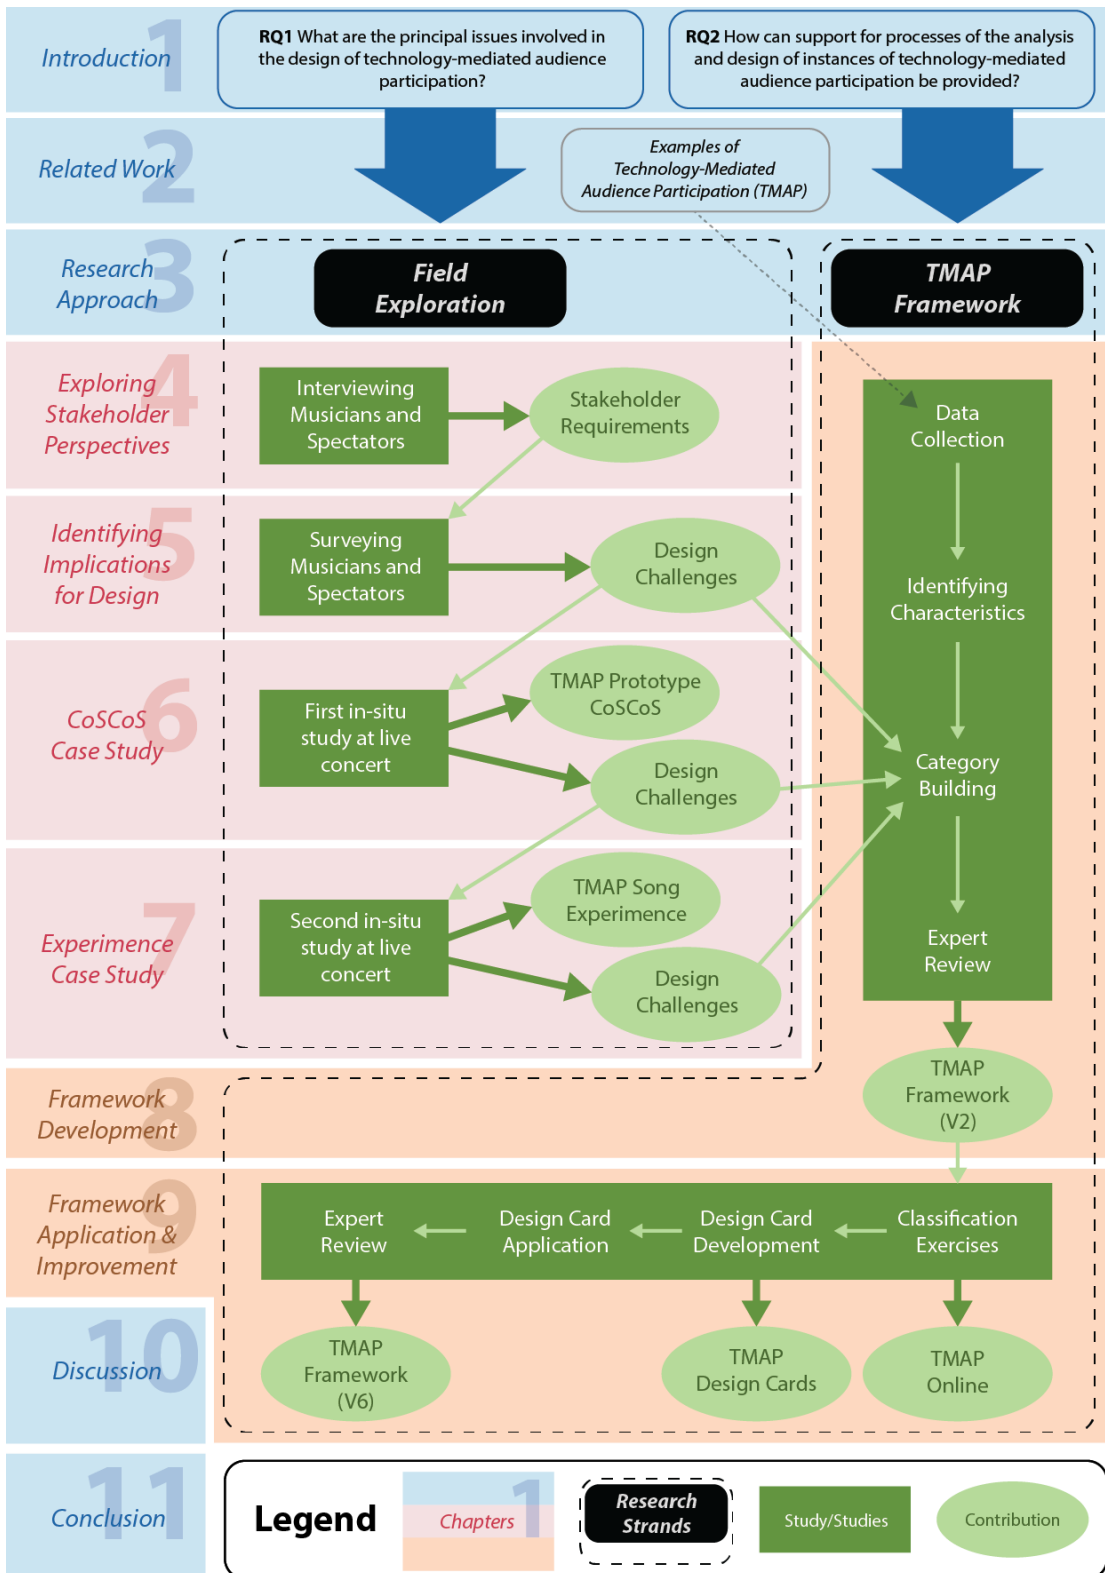 1
Introduction
RQ1 What are the principal issues involved in
the design of technology-mediated audience
participation?
RQ2 How can support for processes of the analysis
and design of instances of technology-mediated
audience participation be provided?
2
Related Work
Examples of
Technology-Mediated
Audience Participation (TMAP)
3
Research
Approach
Field
Exploration
TMAP
Framework
4
Exploring
Stakeholder
Perspectives
Interviewing
Musicians and
Spectators
Stakeholder
Requirements
Data
Collection
5
Identifying
Implications
for Design
Surveying
Musicians and
Spectators
Design
Challenges
Identifying
Characteristics
6
CoSCoS
Case Study
First in-situ
study at live
concert
TMAP Prototype
CoSCoS
Design
Challenges
Category
Building
7
Experimence
Case Study
Second in-situ
study at live
concert
TMAP Song
Experimence
Design
Challenges
Expert
Review
8
Framework
Development
TMAP
Framework
(V2)
9
Framework
Application &
Improvement
Expert
Review
Design Card
Application
Design Card
Development
Classification
Exercises
10
Discussion
TMAP
Framework
(V6)
TMAP
Design Cards
TMAP
Online
11
Conclusion
Legend
1
Chapters
Research
Strands
Study/Studies
Contribution